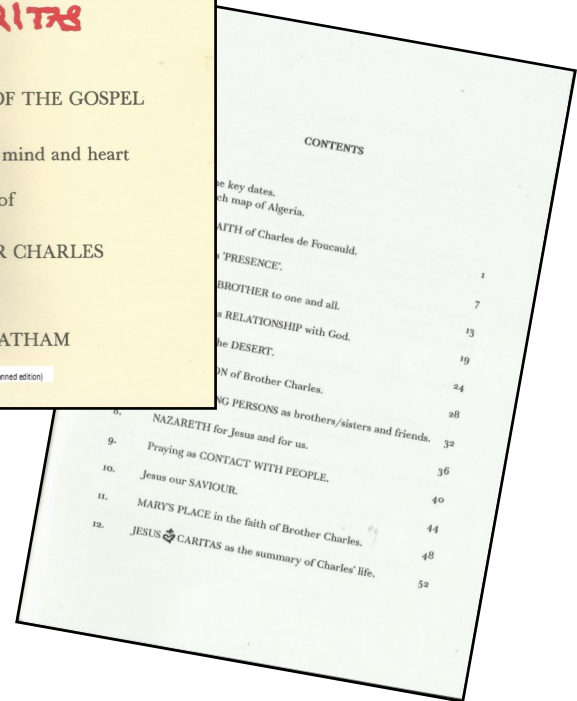 RITAS
OF THE GOSPEL
mind and heart
of
R CHARLES
ATHAM
nned edition)
CONTENTS
e key dates.
ch map of Algeria.
AITH of Charles de Foucauld. 1
s 'PRESENCE'. 7
BROTHER to one and all. 13
s RELATIONSHIP with God. 19
he DESERT. 24
ON of Brother Charles. 28
NG PERSONS as brothers/sisters and friends. 32
8. NAZARETH for Jesus and for us. 36
9. Praying as CONTACT WITH PEOPLE. 40
10. Jesus our SAVIOUR. 44
11. MARY'S PLACE in the faith of Brother Charles. 48
12. JESUS CARITAS as the summary of Charles' life. 52